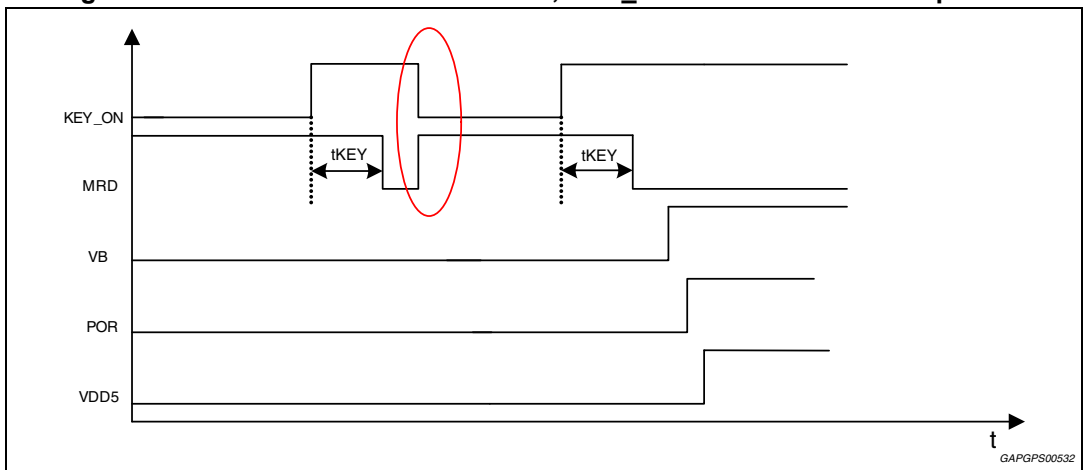 KEY_ON
tKEY
tKEY
MRD
VB
POR
VDD5
t
GAPGPS00532